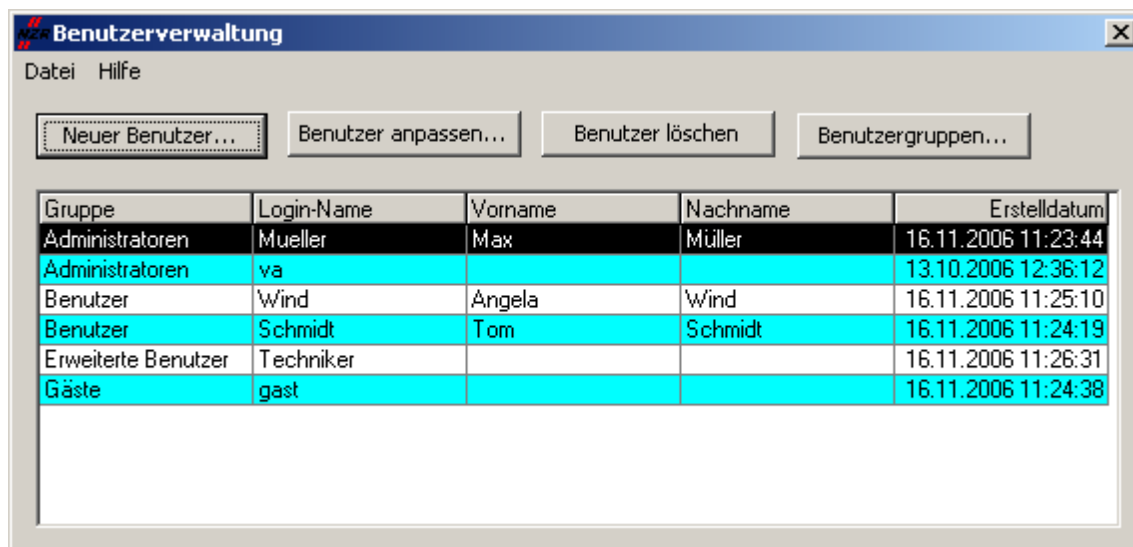 NZR Benutzerverwaltung
Datei Hilfe
Neuer Benutzer... Benutzer anpassen... Benutzer löschen Benutzergruppen...
Gruppe Login-Name Vorname Nachname Erstelldatum
Administratoren Mueller Max Müller 16.11.2006 11:23:44
Administratoren va 13.10.2006 12:36:12
Benutzer Wind Angela Wind 16.11.2006 11:25:10
Benutzer Schmidt Tom Schmidt 16.11.2006 11:24:19
Erweiterte Benutzer Techniker 16.11.2006 11:26:31
Gäste gast 16.11.2006 11:24:38